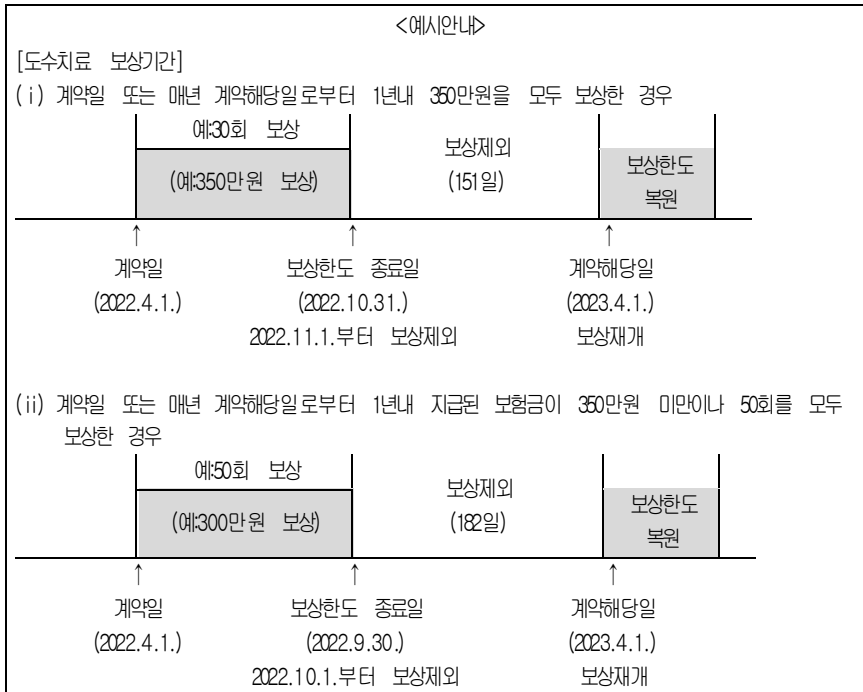 <예시안내>
[도수치료 보상기간]
(ⅰ) 계약일 또는 매년 계약해당일로부터 1년내 350만원을 모두 보상한 경우
예:30회 보상
(예:350만원 보상)
보상제외
(151일)
보상한도
복원
↑ ↑ ↑
계약일 보상한도 종료일 계약해당일
(2022.4.1.) (2022.10.31.) (2023.4.1.)
2022.11.1.부터 보상제외 보상재개
(ⅱ) 계약일 또는 매년 계약해당일로부터 1년내 지급된 보험금이 350만원 미만이나 50회를 모두
보상한 경우
예:50회 보상
(예:300만원 보상)
보상제외
(182일)
보상한도
복원
↑ ↑ ↑
계약일 보상한도 종료일 계약해당일
(2022.4.1.) (2022.9.30.) (2023.4.1.)
2022.10.1.부터 보상제외 보상재개